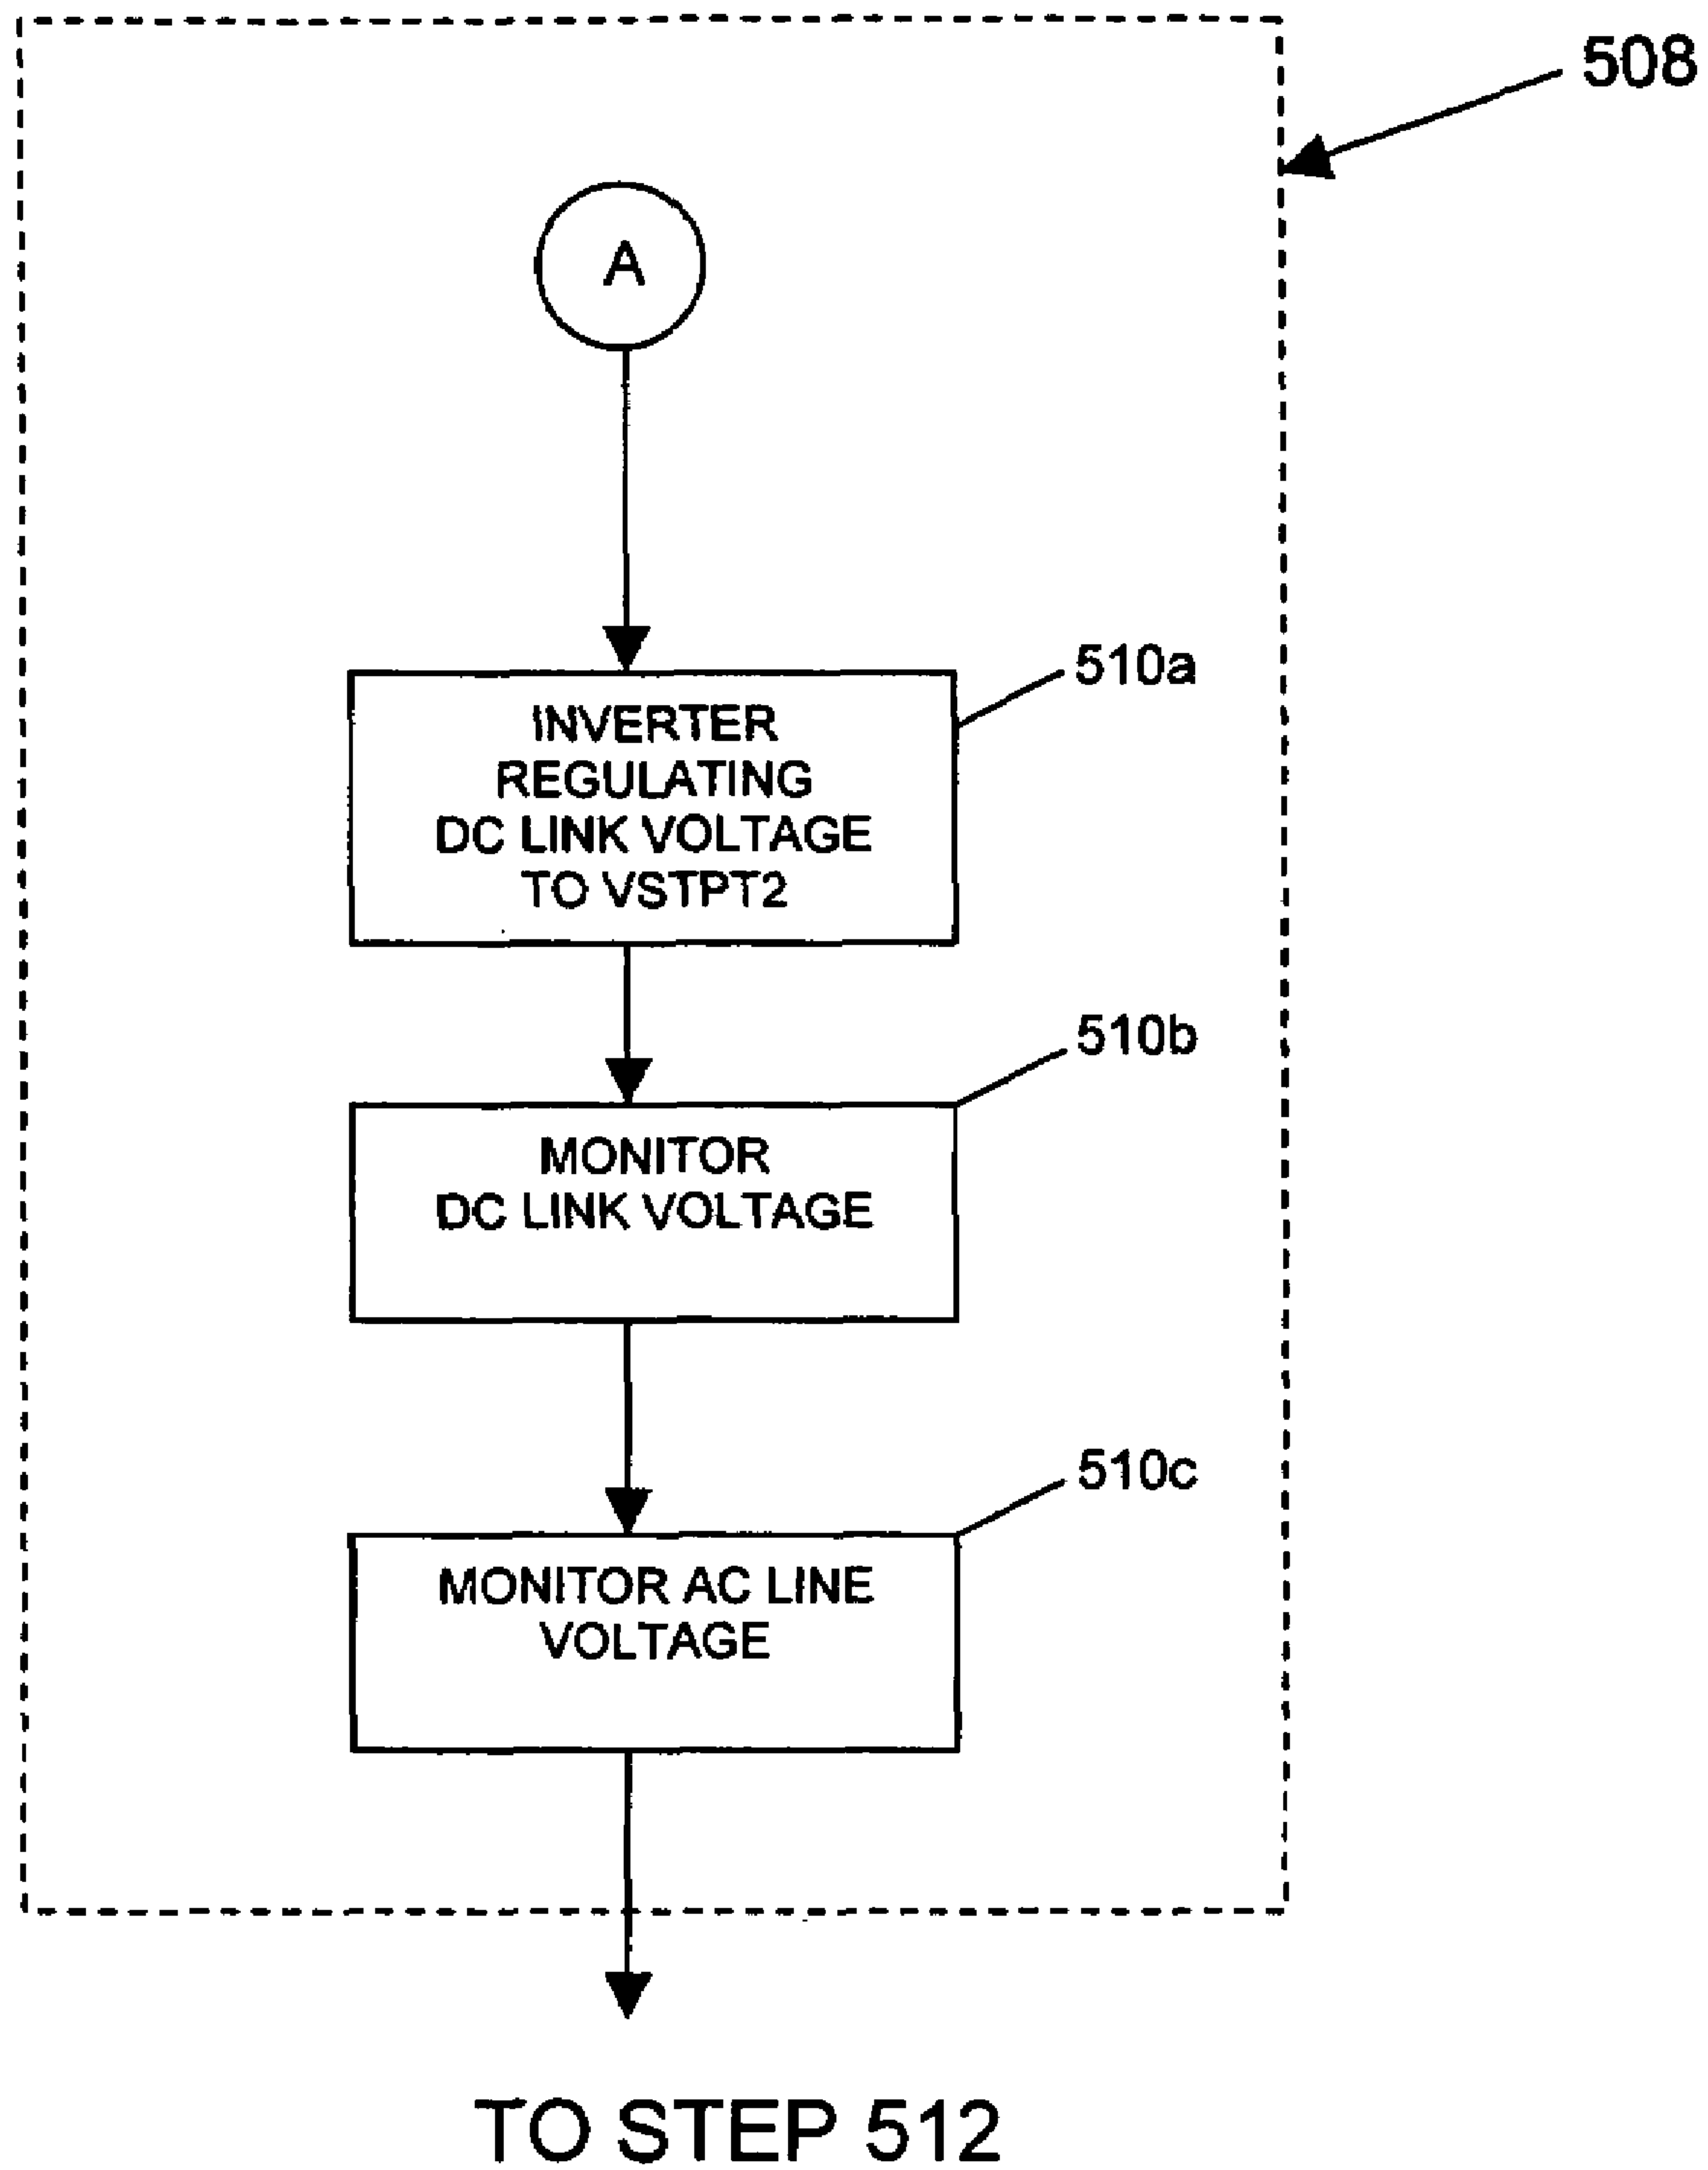 508
A
510a
INVERTER
REGULATING
DC LINK VOLTAGE
TO VSTPT2
510b
MONITOR
DC LINK VOLTAGE
510c
MONITOR AC LINE
VOLTAGE
TO STEP 512